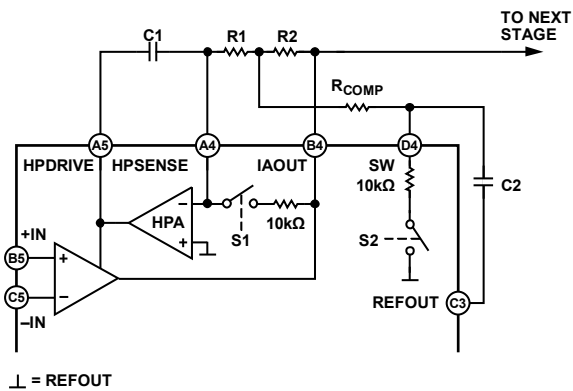 TO NEXT
STAGE
C1
R1
R2
RCOMP
A5
A4
B4
D4
HPDRIVE
HPSENSE
IAOUT
SW
10kΩ
C2
–
HPA
+
S1
10kΩ
S2
+IN
B5
+
C5
–
–IN
REFOUT
C3
= REFOUT